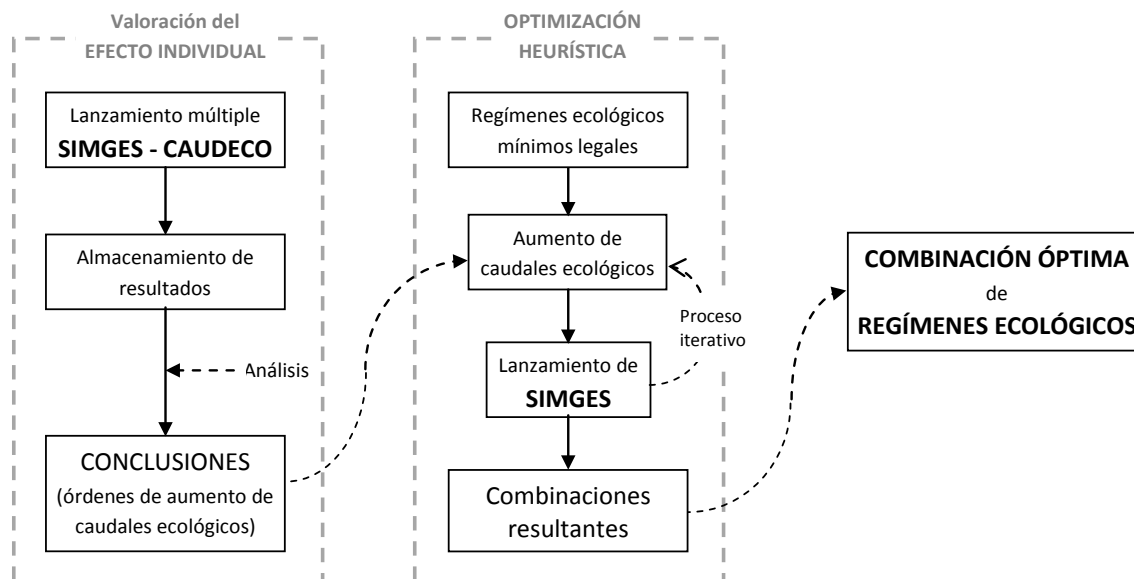 Valoración del
EFECTO INDIVIDUAL
Lanzamiento múltiple
SIMGES - CAUDECO
Almacenamiento de
resultados
Análisis
CONCLUSIONES
(órdenes de aumento de
caudales ecológicos)
OPTIMIZACIÓN
HEURÍSTICA
Regímenes ecológicos
mínimos legales
Aumento de
caudales ecológicos
Proceso
iterativo
Lanzamiento de
SIMGES
Combinaciones
resultantes
COMBINACIÓN ÓPTIMA
de
REGÍMENES ECOLÓGICOS